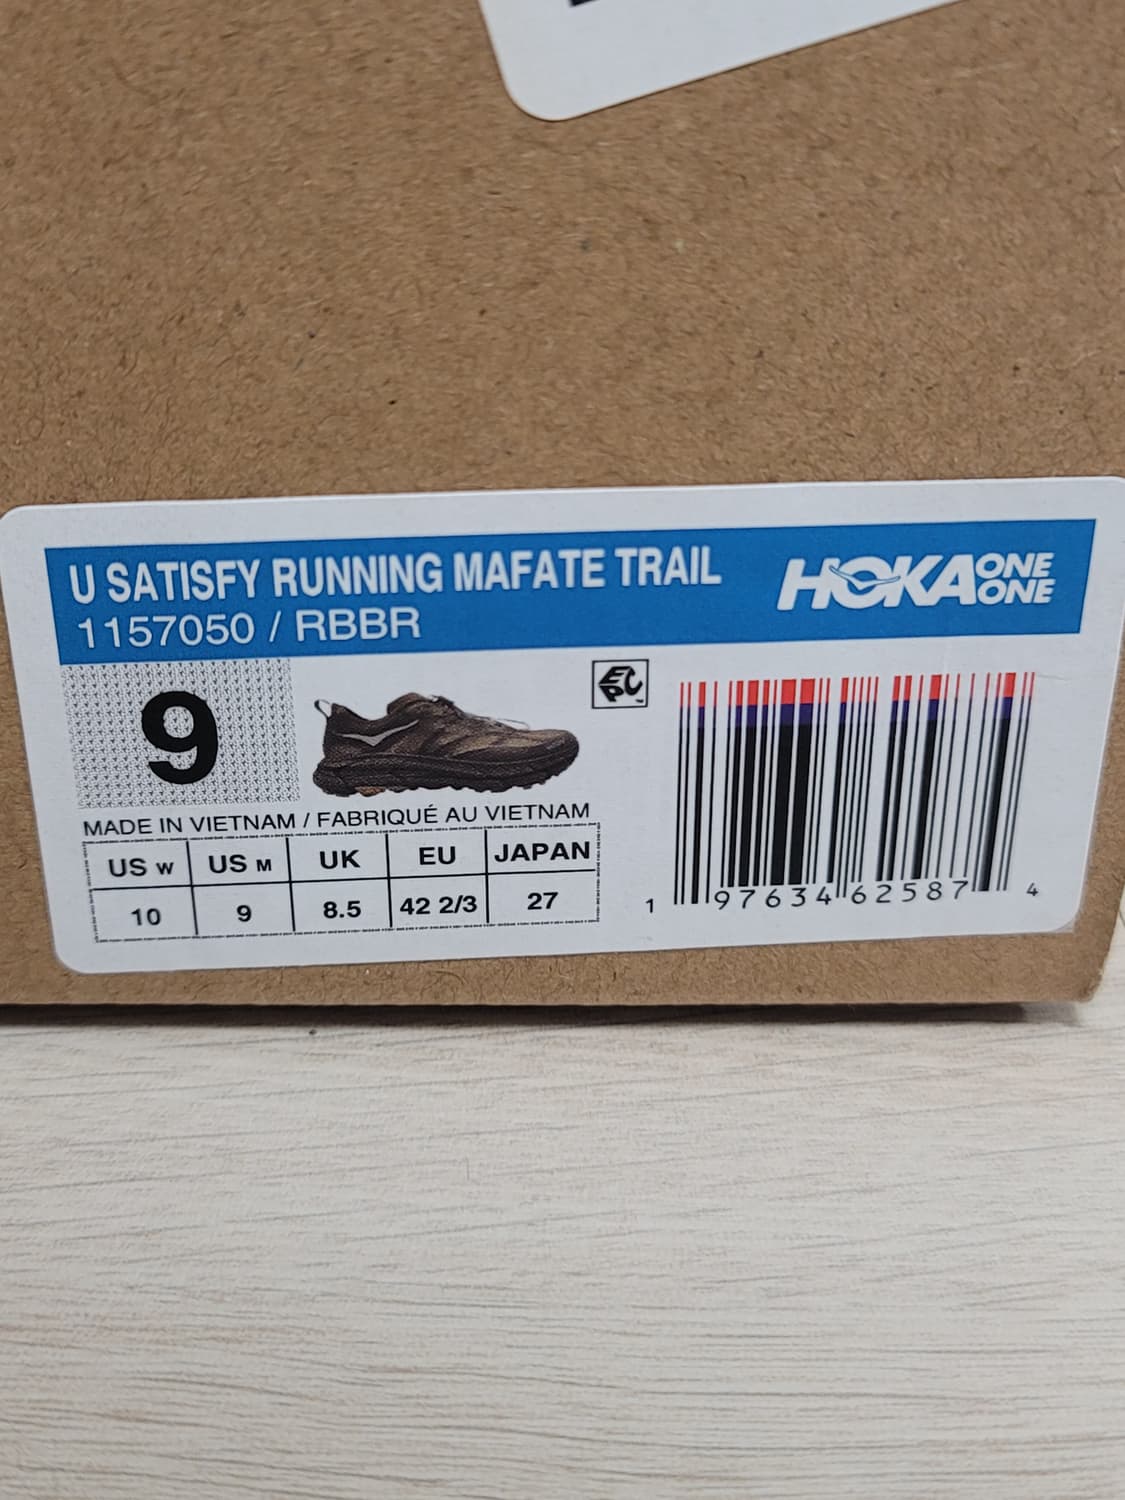 U SATISFY RUNNING MAFATE TRAIL
1157050 / RBBR
HOKA ONE ONE
9
EPC
MADE IN VIETNAM / FABRIQUÉ AU VIETNAM
US W US M UK EU JAPAN
10 9 8.5 42 2/3 27
1 97634 62587 4